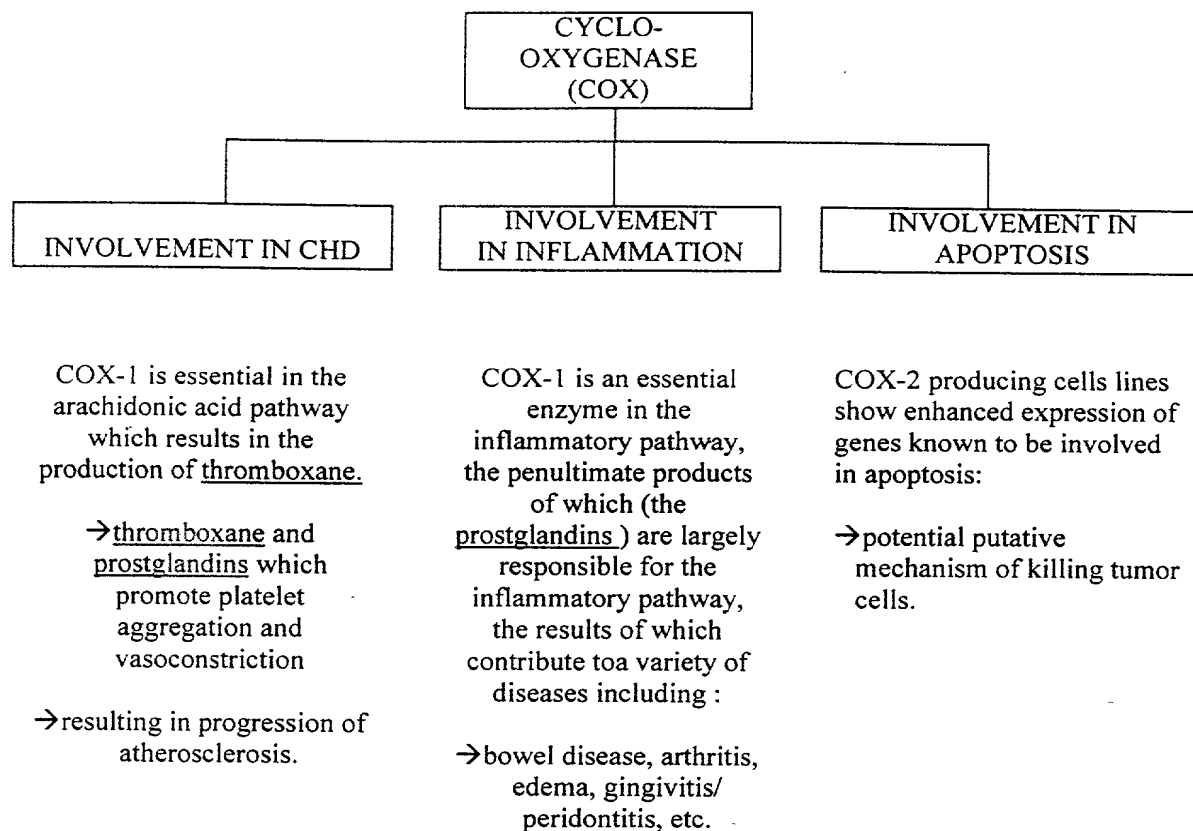 CYCLO-
OXYGENASE
(COX)
INVOLVEMENT IN CHD
INVOLVEMENT
IN INFLAMMATION
INVOLVEMENT IN
APOPTOSIS
COX-1 is essential in the
arachidonic acid pathway
which results in the
production of thromboxane.
→thromboxane and
prostglandins which
promote platelet
aggregation and
vasoconstriction
→resulting in progression of
atherosclerosis.
COX-1 is an essential
enzyme in the
inflammatory pathway,
the penultimate products
of which (the
prostglandins ) are largely
responsible for the
inflammatory pathway,
the results of which
contribute toa variety of
diseases including :
→bowel disease, arthritis,
edema, gingivitis/
peridontitis, etc.
COX-2 producing cells lines
show enhanced expression of
genes known to be involved
in apoptosis:
→potential putative
mechanism of killing tumor
cells.